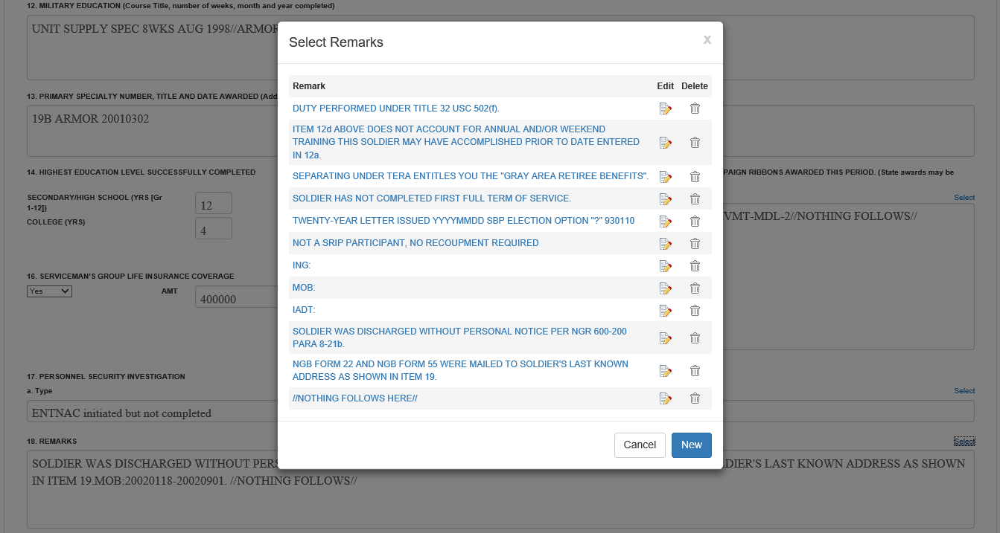 12. MILITARY EDUCATION (Course Title, number of weeks, month and year completed)
UNIT SUPPLY SPEC 8WKS AUG 1998//ARMOR
13. PRIMARY SPECIALTY NUMBER, TITLE AND DATE AWARDED (Add
19B ARMOR 20010302
14. HIGHEST EDUCATION LEVEL SUCCESSFULLY COMPLETED
PAIGN RIBBONS AWARDED THIS PERIOD. (State awards may be
Select
SECONDARY/HIGH SCHOOL (YRS [Gr
1-12])
12
COLLEGE (YRS)
4
VMT-MDL-2//NOTHING FOLLOWS//
16. SERVICEMAN'S GROUP LIFE INSURANCE COVERAGE
Yes
AMT
400000
17. PERSONNEL SECURITY INVESTIGATION
a. Type
Select
ENTNAC initiated but not completed
18. REMARKS
Select
SOLDIER WAS DISCHARGED WITHOUT PERS
DIER'S LAST KNOWN ADDRESS AS SHOWN
IN ITEM 19.MOB:20020118-20020901. //NOTHING FOLLOWS//
Select Remarks
x
Remark Edit Delete
DUTY PERFORMED UNDER TITLE 32 USC 502(f).
ITEM 12d ABOVE DOES NOT ACCOUNT FOR ANNUAL AND/OR WEEKEND
TRAINING THIS SOLDIER MAY HAVE ACCOMPLISHED PRIOR TO DATE ENTERED
IN 12a.
SEPARATING UNDER TERA ENTITLES YOU THE "GRAY AREA RETIREE BENEFITS".
SOLDIER HAS NOT COMPLETED FIRST FULL TERM OF SERVICE.
TWENTY-YEAR LETTER ISSUED YYYYMMDD SBP ELECTION OPTION "?" 930110
NOT A SRIP PARTICIPANT, NO RECOUPMENT REQUIRED
ING:
MOB:
IADT:
SOLDIER WAS DISCHARGED WITHOUT PERSONAL NOTICE PER NGR 600-200
PARA 8-21b.
NGB FORM 22 AND NGB FORM 55 WERE MAILED TO SOLDIER'S LAST KNOWN
ADDRESS AS SHOWN IN ITEM 19.
//NOTHING FOLLOWS HERE//
Cancel
New